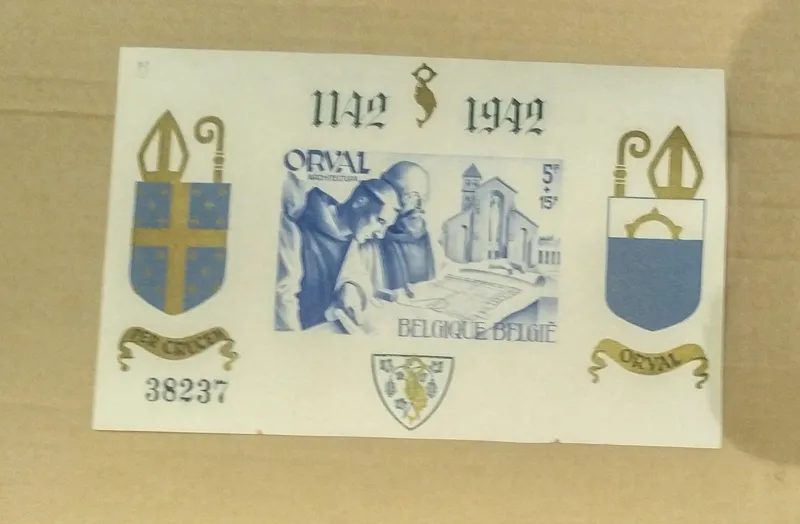 1142 1942
ORVAL
ARCHITECTURA
5F
+
15F
BELGIQUE BELGIË
PER CRUCEM
ORVAL
38237